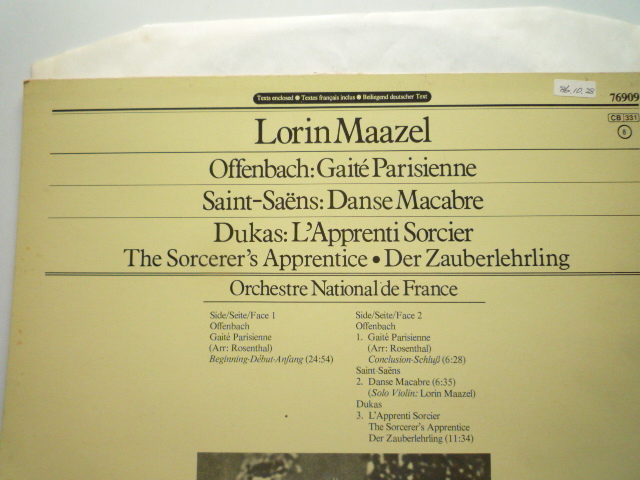 Texts enclosed ● Textes français inclus ● Beiliegend deutscher Text
'86.10.28
76909
CB 331
8
Lorin Maazel
Offenbach: Gaité Parisienne
Saint-Saëns: Danse Macabre
Dukas: L'Apprenti Sorcier
The Sorcerer's Apprentice • Der Zauberlehrling
Orchestre National de France
Side/Seite/Face 1
Offenbach
Gaité Parisienne
(Arr: Rosenthal)
Beginning-Début-Anfang (24:54)
Side/Seite/Face 2
Offenbach
1. Gaité Parisienne
(Arr: Rosenthal)
Conclusion-Schluß (6:28)
Saint-Saëns
2. Danse Macabre (6:35)
(Solo Violin: Lorin Maazel)
Dukas
3. L'Apprenti Sorcier
The Sorcerer's Apprentice
Der Zauberlehrling (11:34)